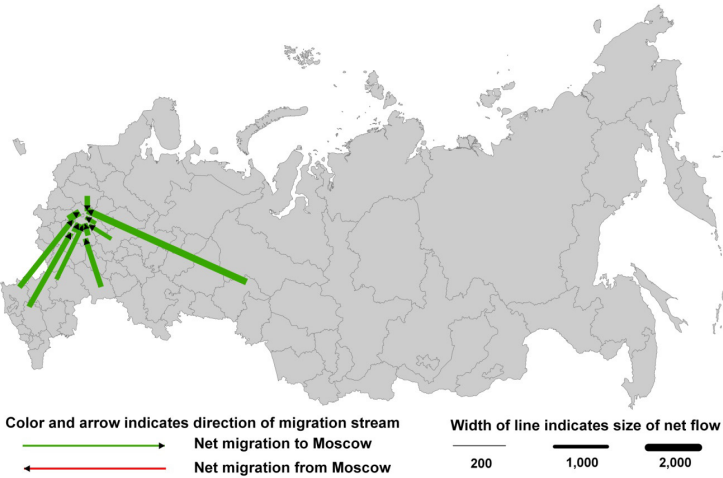 Color and arrow indicates direction of migration stream
Net migration to Moscow
Net migration from Moscow
Width of line indicates size of net flow
200 1,000 2,000